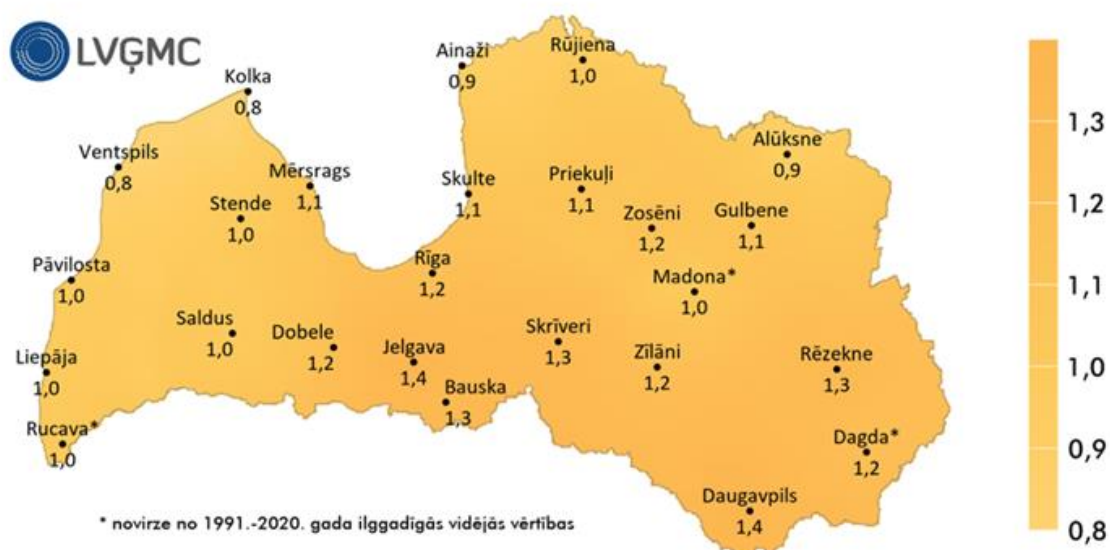 LVĢMC
Kolka
0,8
Ainaži
0,9
Rūjiena
1,0
Ventspils
0,8
Mērsrags
1,1
Stende
1,0
Skulte
1,1
Priekuļi
1,1
Alūksne
0,9
Zosēni
1,2
Gulbene
1,1
Pāvilosta
1,0
Rīga
1,2
Madona*
1,0
Saldus
1,0
Dobele
1,2
Jelgava
1,4
Skrīveri
1,3
Zīlāni
1,2
Rēzekne
1,3
Liepāja
1,0
Bauska
1,3
Rucava*
1,0
Dagda*
1,2
Daugavpils
1,4
* novirze no 1991.-2020. gada ilggadīgās vidējās vērtības
1,3
1,2
1,1
1,0
0,9
0,8